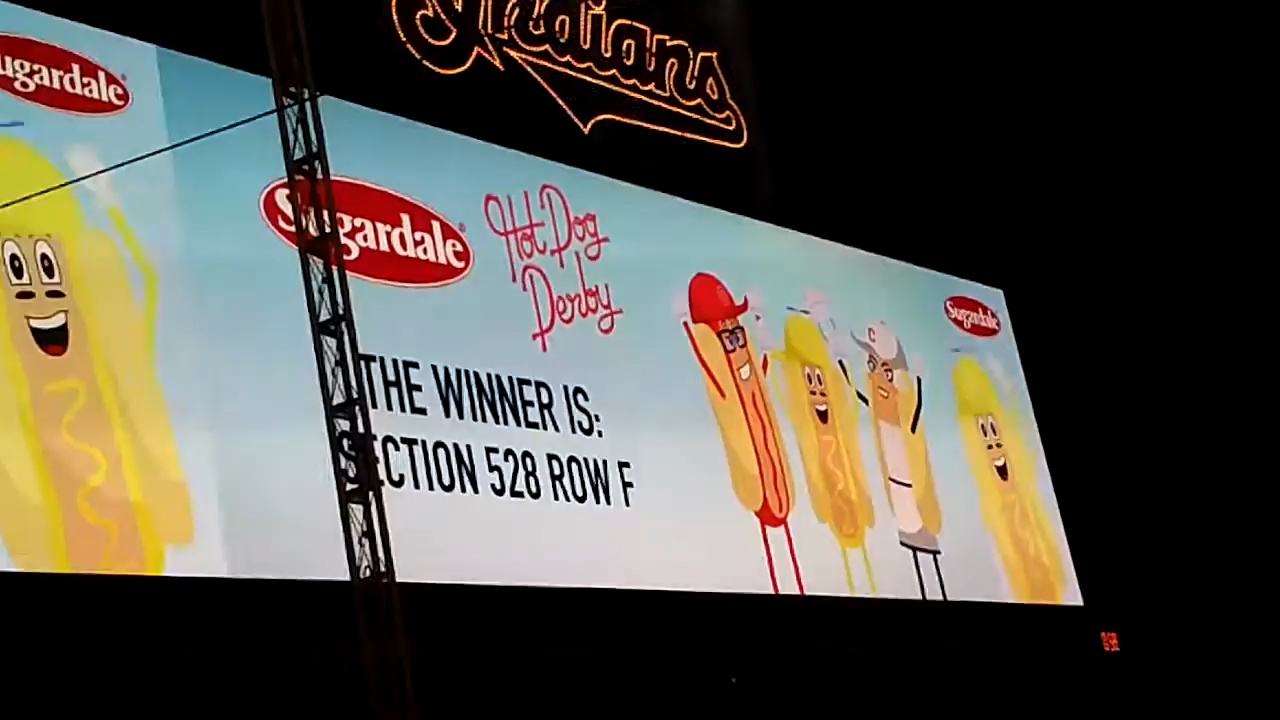 Indians
Sugardale
Sugardale
Hot Dog
Derby
THE WINNER IS:
SECTION 528 ROW F
C
Sugardale